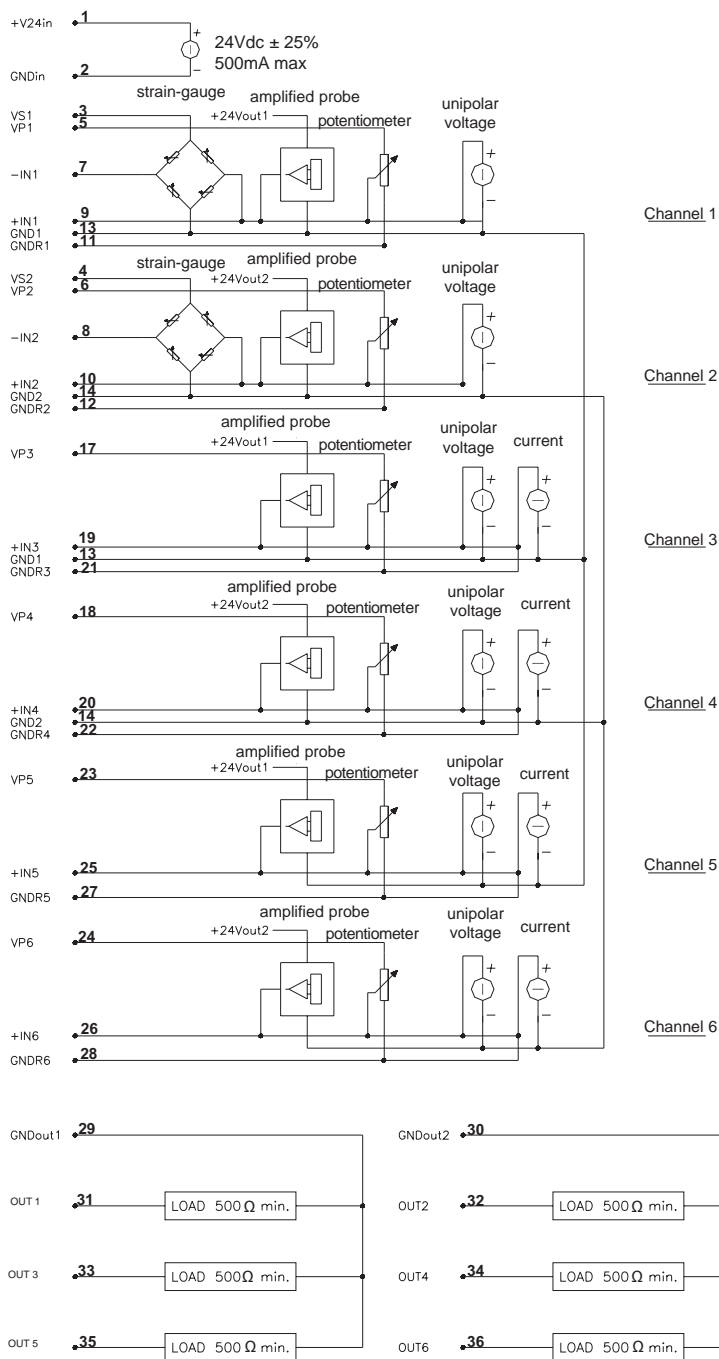 +V24in 1
24Vdc ± 25%
500mA max
GNDin 2
strain-gauge amplified probe unipolar voltage
VS1 3 +24Vout1 potentiometer
VP1 5
-IN1 7
+IN1 9 Channel 1
GND1 13
GNDR1 11
strain-gauge amplified probe unipolar voltage
VS2 4 +24Vout2 potentiometer
VP2 6
-IN2 8
+IN2 10 Channel 2
GND2 14
GNDR2 12
amplified probe unipolar voltage current
+24Vout1 potentiometer
VP3 17
+IN3 19 Channel 3
GND1 13
GNDR3 21
amplified probe unipolar voltage current
+24Vout2 potentiometer
VP4 18
+IN4 20 Channel 4
GND2 14
GNDR4 22
amplified probe unipolar voltage current
+24Vout1 potentiometer
VP5 23
+IN5 25 Channel 5
GNDR5 27
amplified probe unipolar voltage current
+24Vout2 potentiometer
VP6 24
+IN6 26 Channel 6
GNDR6 28
GNDout1 29 GNDout2 30
OUT 1 31 LOAD 500Ω min. OUT2 32 LOAD 500Ω min.
OUT 3 33 LOAD 500Ω min. OUT4 34 LOAD 500Ω min.
OUT 5 35 LOAD 500Ω min. OUT6 36 LOAD 500Ω min.